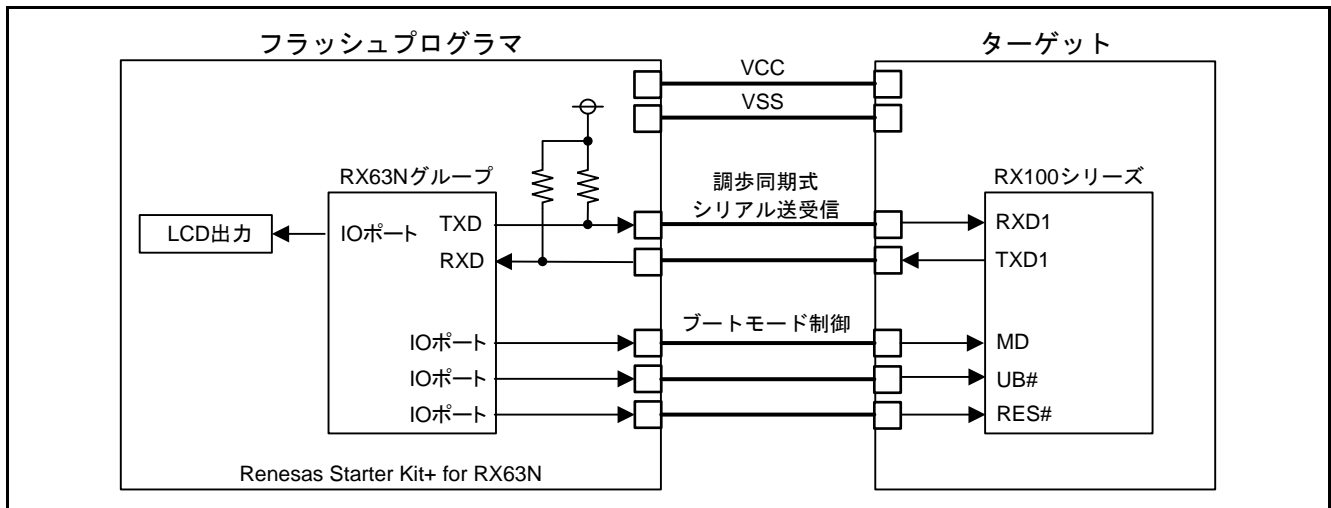 フラッシュプログラマ
ターゲット
VCC
VSS
RX63Nグループ
調歩同期式
シリアル送受信
RX100シリーズ
LCD出力
IOポート
TXD
RXD
RXD1
TXD1
ブートモード制御
IOポート
MD
IOポート
UB#
IOポート
RES#
Renesas Starter Kit+ for RX63N